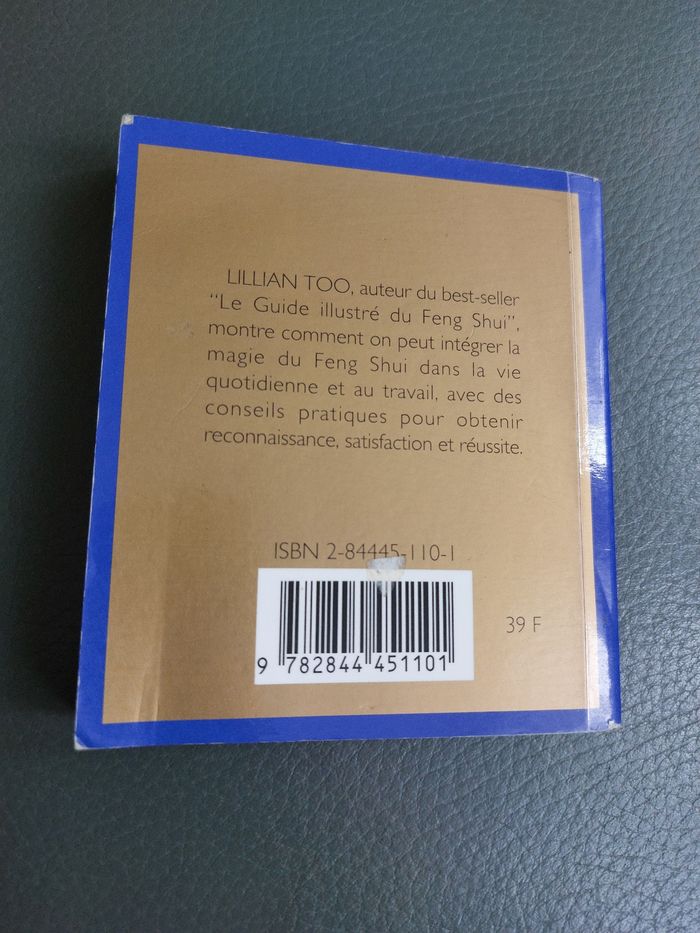 LILLIAN TOO, auteur du best-seller
"Le Guide illustré du Feng Shui",
montre comment on peut intégrer la
magie du Feng Shui dans la vie
quotidienne et au travail, avec des
conseils pratiques pour obtenir
reconnaissance, satisfaction et réussite.
ISBN 2-84445-110-1
39 F
9 782844 451101